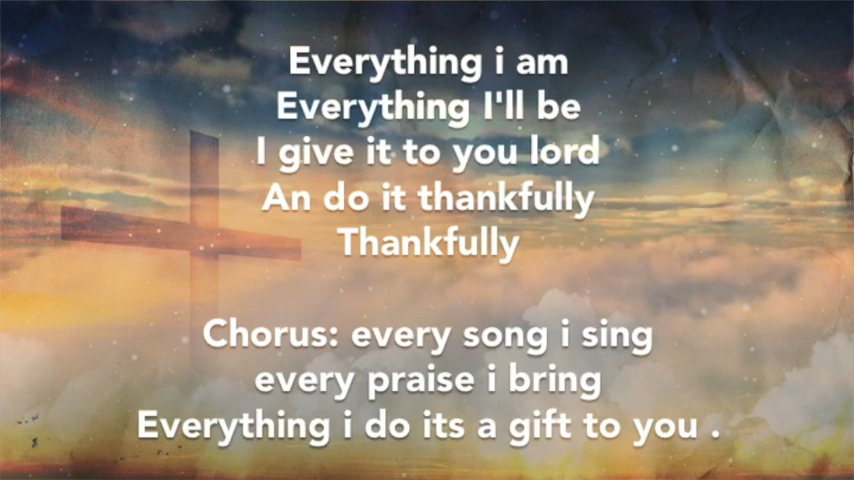 Everything i am
Everything I'll be
I give it to you lord
An do it thankfully
Thankfully
Chorus: every song i sing
every praise i bring
Everything i do its a gift to you .